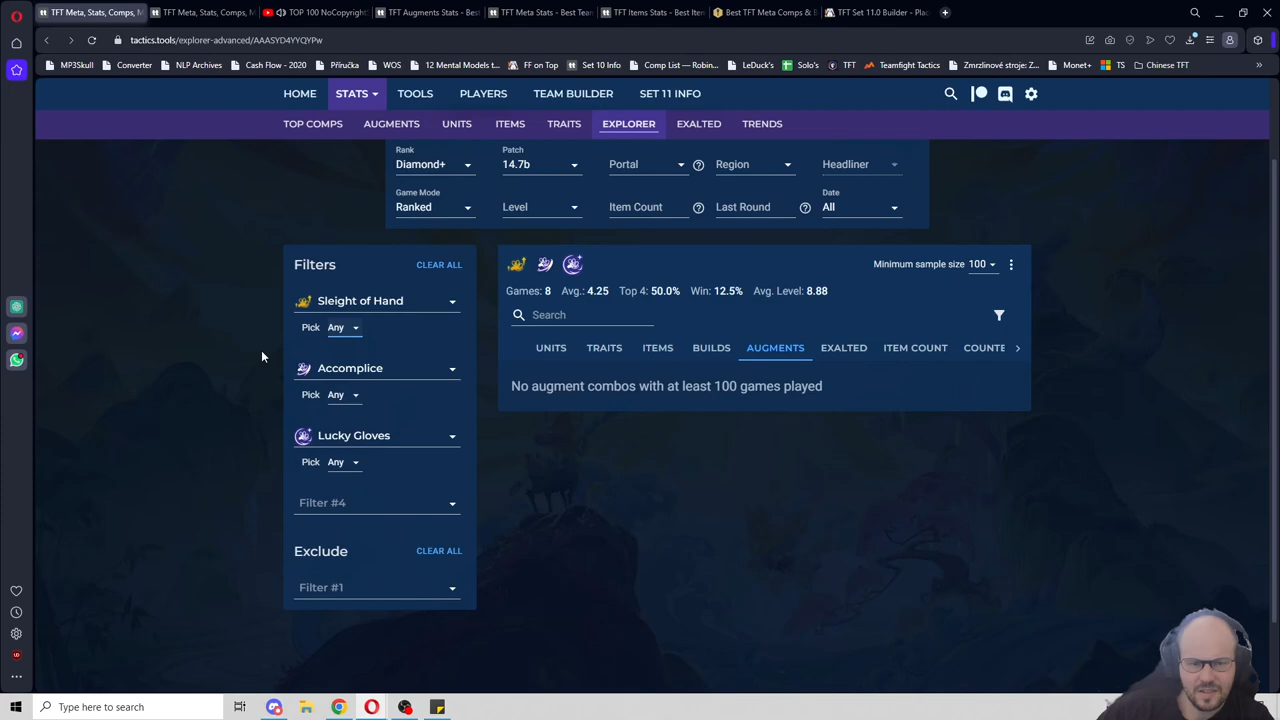 TFT Meta, Stats, Comps, M
TFT Meta, Stats, Comps, M
TOP 100 NoCopyright
TFT Augments Stats - Best
TFT Meta Stats - Best Team
TFT Items Stats - Best Item
Best TFT Meta Comps &
TFT Set 11.0 Builder - Plac
tactics.tools/explorer-advanced/AAASYD4YYQYPw
MP3Skull
Converter
NLP Archives
Cash Flow - 2020
Příručka
WOS
12 Mental Models t...
FF on Top
Set 10 Info
Comp List — Robin...
LeDuck's
Solo's
TFT
Teamfight Tactics
Zmrzlinové stroje: Z...
Monet+
TS
Chinese TFT
HOME
STATS
TOOLS
PLAYERS
TEAM BUILDER
SET 11 INFO
TOP COMPS
AUGMENTS
UNITS
ITEMS
TRAITS
EXPLORER
EXALTED
TRENDS
Rank
Diamond+
Patch
14.7b
Portal
Region
Headliner
Game Mode
Ranked
Level
Item Count
Last Round
Date
All
Filters
CLEAR ALL
Sleight of Hand
Pick Any
Accomplice
Pick Any
Lucky Gloves
Pick Any
Filter #4
Exclude
CLEAR ALL
Filter #1
Minimum sample size 100
Games: 8 Avg.: 4.25 Top 4: 50.0% Win: 12.5% Avg. Level: 8.88
Search
UNITS
TRAITS
ITEMS
BUILDS
AUGMENTS
EXALTED
ITEM COUNT
COUNTE
No augment combos with at least 100 games played
Type here to search